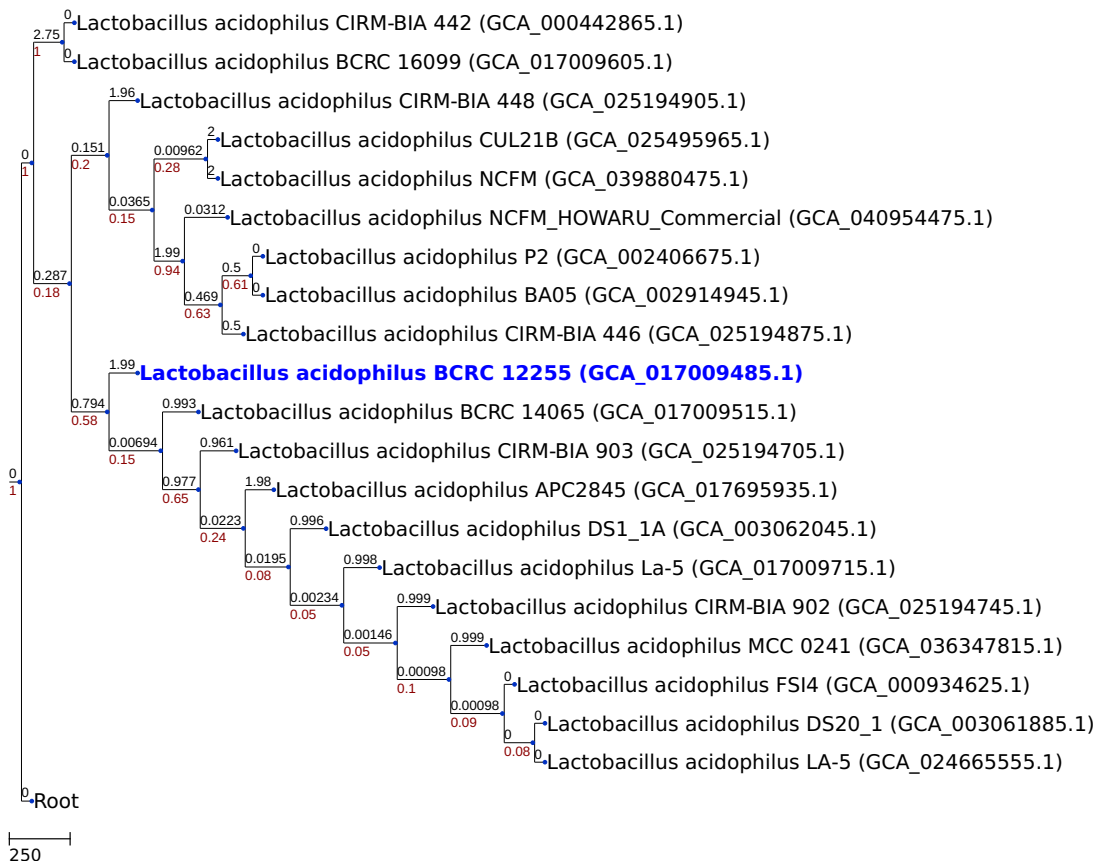 0
Lactobacillus acidophilus CIRM-BIA 442 (GCA_000442865.1)
2.75
1
0
Lactobacillus acidophilus BCRC 16099 (GCA_017009605.1)
1.96
Lactobacillus acidophilus CIRM-BIA 448 (GCA_025194905.1)
2
Lactobacillus acidophilus CUL21B (GCA_025495965.1)
0.151
0.2
0.00962
0.28
0
1
2
Lactobacillus acidophilus NCFM (GCA_039880475.1)
0.0365
0.15
0.0312
Lactobacillus acidophilus NCFM_HOWARU_Commercial (GCA_040954475.1)
1.99
0.94
0
Lactobacillus acidophilus P2 (GCA_002406675.1)
0.5
0.61
0.287
0.18
0
Lactobacillus acidophilus BA05 (GCA_002914945.1)
0.469
0.63
0.5
Lactobacillus acidophilus CIRM-BIA 446 (GCA_025194875.1)
1.99
Lactobacillus acidophilus BCRC 12255 (GCA_017009485.1)
0.794
0.58
0.993
Lactobacillus acidophilus BCRC 14065 (GCA_017009515.1)
0.00694
0.15
0.961
Lactobacillus acidophilus CIRM-BIA 903 (GCA_025194705.1)
0
1
0.977
0.65
1.98
Lactobacillus acidophilus APC2845 (GCA_017695935.1)
0.0223
0.24
0.996
Lactobacillus acidophilus DS1_1A (GCA_003062045.1)
0.0195
0.08
0.998
Lactobacillus acidophilus La-5 (GCA_017009715.1)
0.00234
0.05
0.999
Lactobacillus acidophilus CIRM-BIA 902 (GCA_025194745.1)
0.00146
0.05
0.999
Lactobacillus acidophilus MCC 0241 (GCA_036347815.1)
0.00098
0.1
0
Lactobacillus acidophilus FSI4 (GCA_000934625.1)
0.00098
0.09
0
Lactobacillus acidophilus DS20_1 (GCA_003061885.1)
0
0.08
0
Lactobacillus acidophilus LA-5 (GCA_024665555.1)
0
Root
250